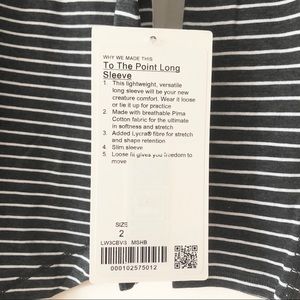 WHY WE MADE THIS
To The Point Long
Sleeve
1. This lightweight, versatile
long sleeve will be your new
creature comfort. Wear it loose
or tie it up for practice
2. Made with breathable Pima
Cotton fabric for the ultimate
in softness and stretch
3. Added Lycra® fibre for stretch
and shape retention
4. Slim sleeve
5. Loose fit gives you freedom to
move
SIZE
2
LW3CBVS MSHB
000102575012